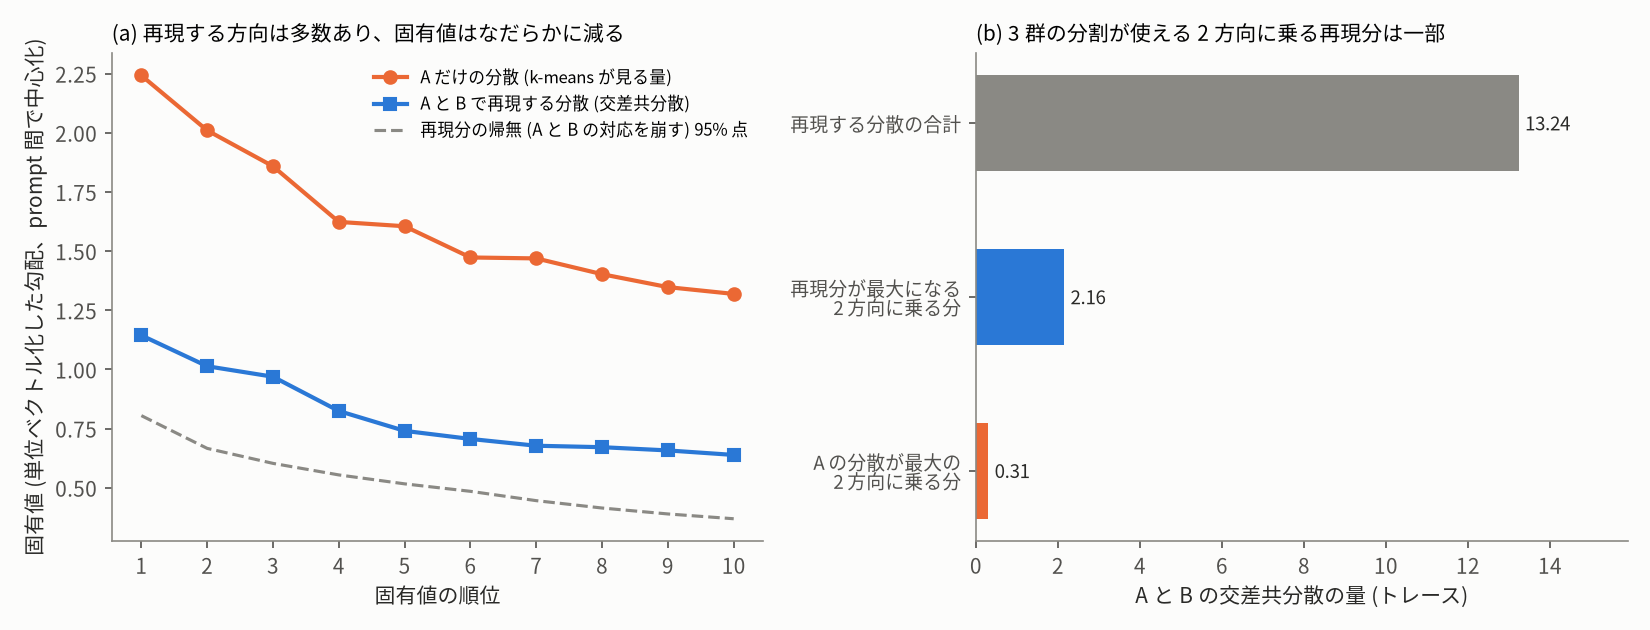 (a) 再現する方向は多数あり、固有値はなだらかに減る
固有値 (単位ベクトル化した勾配、prompt 間で中心化)
2.25
2.00
1.75
1.50
1.25
1.00
0.75
0.50
A だけの分散 (k-means が見る量)
A と B で再現する分散 (交差共分散)
再現分の帰無 (A と B の対応を崩す) 95% 点
1 2 3 4 5 6 7 8 9 10
固有値の順位
(b) 3 群の分割が使える 2 方向に乗る再現分は一部
再現する分散の合計
13.24
再現分が最大になる
2 方向に乗る分
2.16
A の分散が最大の
2 方向に乗る分
0.31
0 2 4 6 8 10 12 14
A と B の交差共分散の量 (トレース)